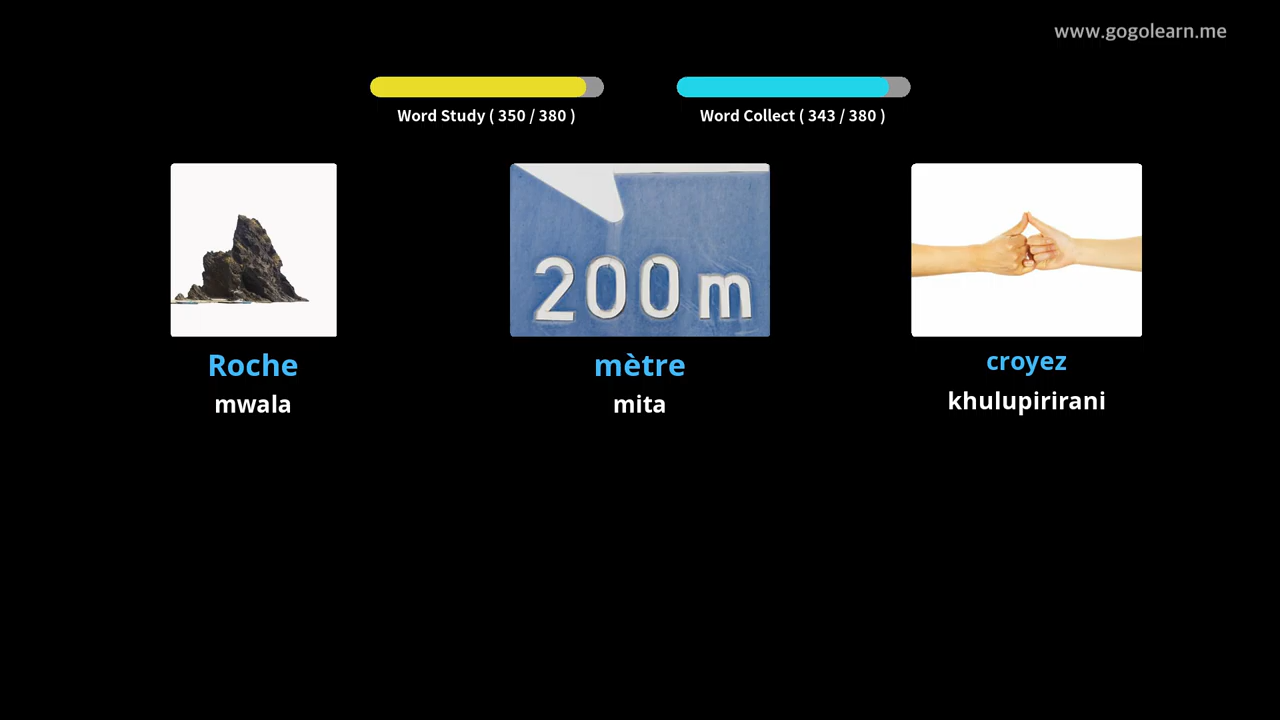 www.gogolearn.me
Word Study ( 350 / 380 )
Word Collect ( 343 / 380 )
200 m
Roche
mwala
mètre
mita
croyez
khulupirirani